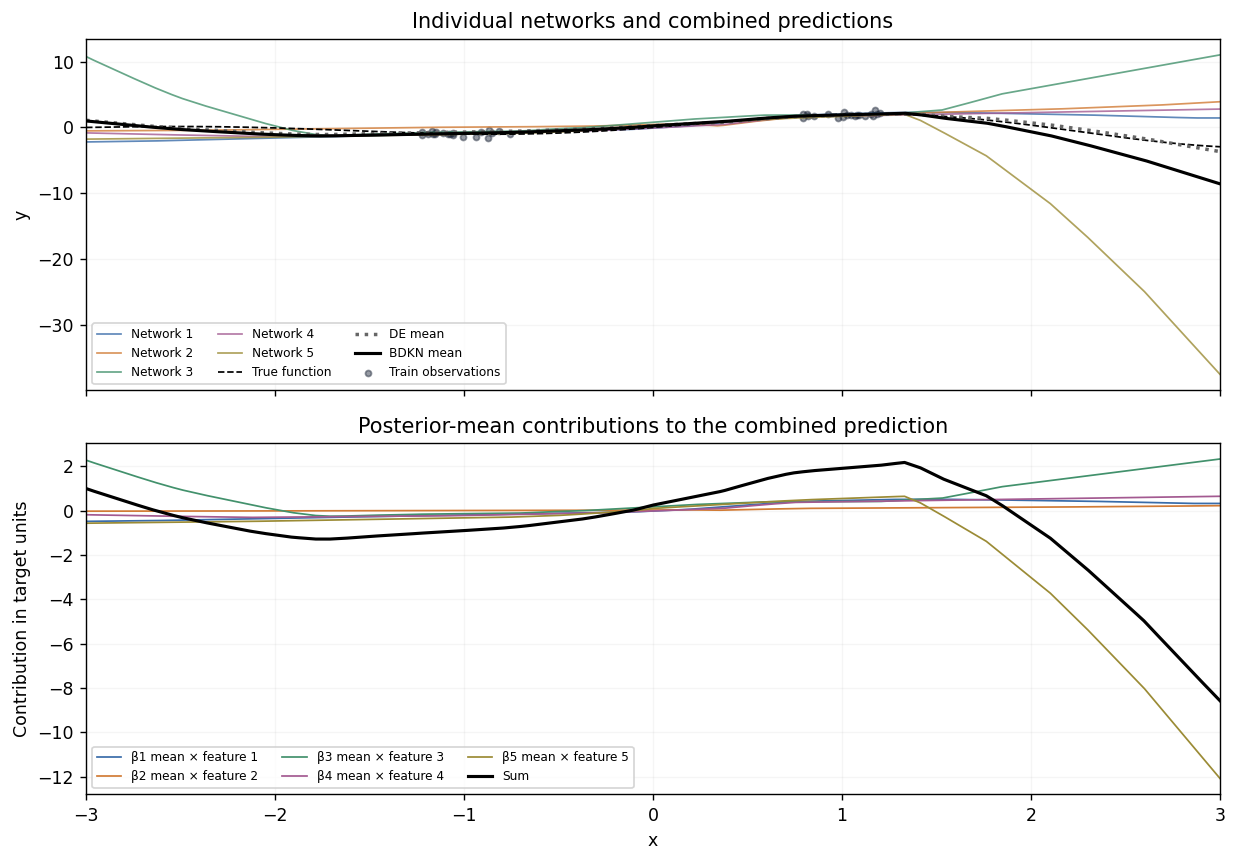 Individual networks and combined predictions
10
0
−10
−20
−30
y
Network 1
Network 2
Network 3
Network 4
Network 5
True function
DE mean
BDKN mean
Train observations
Posterior-mean contributions to the combined prediction
2
0
−2
−4
−6
−8
−10
−12
Contribution in target units
β1 mean × feature 1
β2 mean × feature 2
β3 mean × feature 3
β4 mean × feature 4
β5 mean × feature 5
Sum
−3
−2
−1
0
1
2
3
x